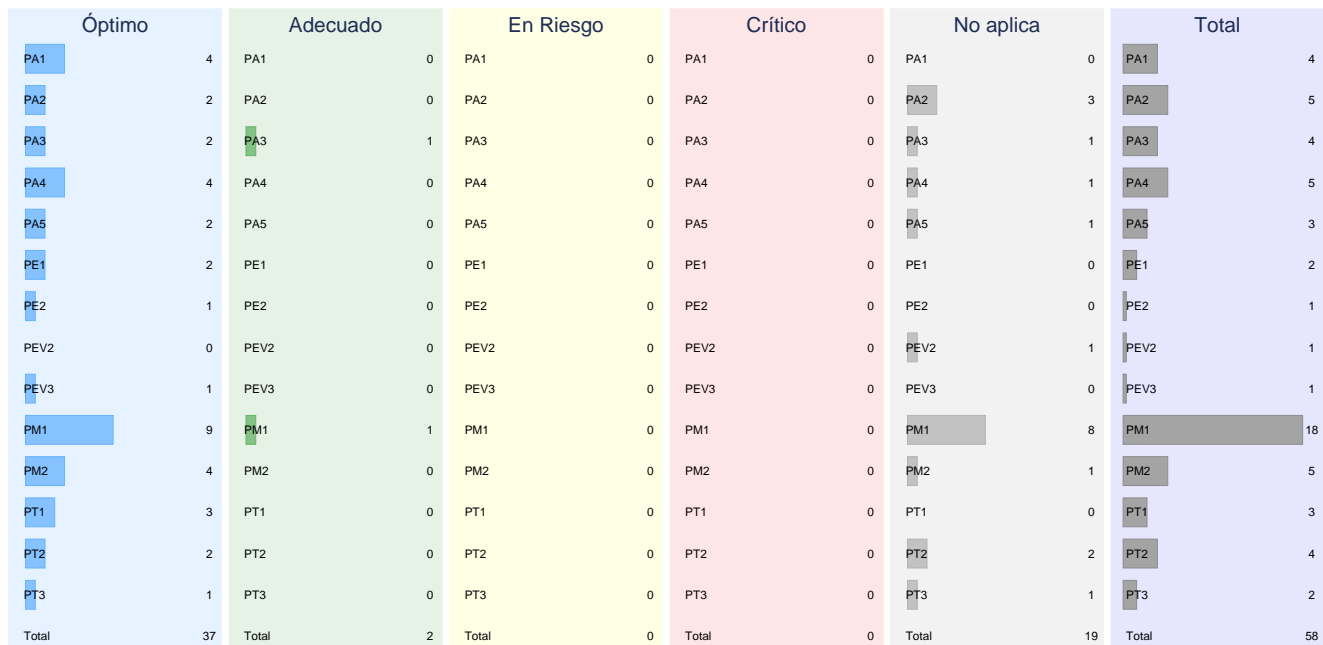 Óptimo Adecuado En Riesgo Crítico No aplica Total
PA1 4 PA1 0 PA1 0 PA1 0 PA1 0 PA1 4
PA2 2 PA2 0 PA2 0 PA2 0 PA2 3 PA2 5
PA3 2 PA3 1 PA3 0 PA3 0 PA3 1 PA3 4
PA4 4 PA4 0 PA4 0 PA4 0 PA4 1 PA4 5
PA5 2 PA5 0 PA5 0 PA5 0 PA5 1 PA5 3
PE1 2 PE1 0 PE1 0 PE1 0 PE1 0 PE1 2
PE2 1 PE2 0 PE2 0 PE2 0 PE2 0 PE2 1
PEV2 0 PEV2 0 PEV2 0 PEV2 0 PEV2 1 PEV2 1
PEV3 1 PEV3 0 PEV3 0 PEV3 0 PEV3 0 PEV3 1
PM1 9 PM1 1 PM1 0 PM1 0 PM1 8 PM1 18
PM2 4 PM2 0 PM2 0 PM2 0 PM2 1 PM2 5
PT1 3 PT1 0 PT1 0 PT1 0 PT1 0 PT1 3
PT2 2 PT2 0 PT2 0 PT2 0 PT2 2 PT2 4
PT3 1 PT3 0 PT3 0 PT3 0 PT3 1 PT3 2
Total 37 Total 2 Total 0 Total 0 Total 19 Total 58